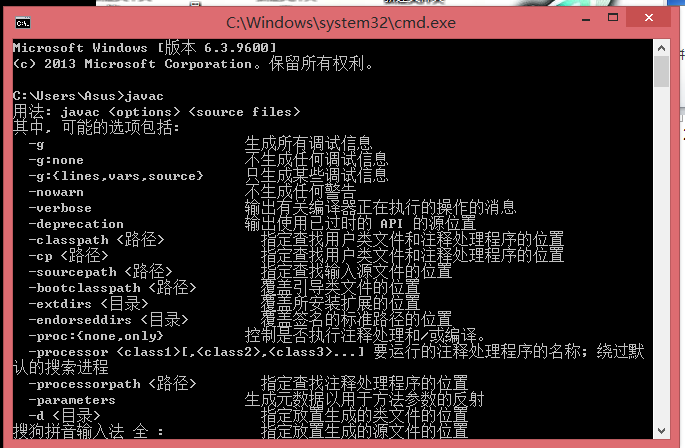 C:\Windows\system32\cmd.exe
Microsoft Windows [版本 6.3.9600]
(c) 2013 Microsoft Corporation。保留所有权利。
C:\Users\Asus>javac
用法: javac <options> <source files>
其中, 可能的选项包括:
-g 生成所有调试信息
-g:none 不生成任何调试信息
-g:{lines,vars,source} 只生成某些调试信息
-nowarn 不生成任何警告
-verbose 输出有关编译器正在执行的操作的消息
-deprecation 输出使用已过时的 API 的源位置
-classpath <路径> 指定查找用户类文件和注释处理程序的位置
-cp <路径> 指定查找用户类文件和注释处理程序的位置
-sourcepath <路径> 指定查找输入源文件的位置
-bootclasspath <路径> 覆盖引导类文件的位置
-extdirs <目录> 覆盖所安装扩展的位置
-endorseddirs <目录> 覆盖签名的标准路径的位置
-proc:{none,only} 控制是否执行注释处理和/或编译。
-processor <class1>[,<class2>,<class3>...] 要运行的注释处理程序的名称; 绕过默
认的搜索进程
-processorpath <路径> 指定查找注释处理程序的位置
-parameters 生成元数据以用于方法参数的反射
-d <目录> 指定放置生成的类文件的位置
搜狗拼音输入法 全 : 指定放置生成的源文件的位置